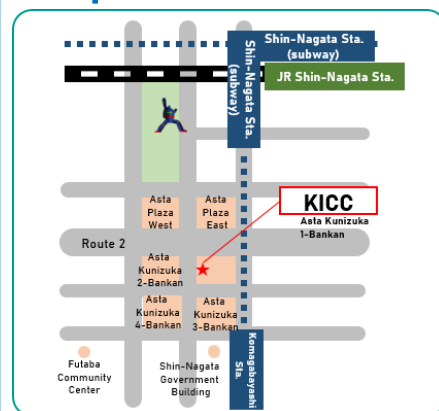 Shin-Nagata Sta.
(subway)
JR Shin-Nagata Sta.
Shin-Nagata Sta.
(subway)
KICC
Asta Kunizuka
1-Bankan
Asta
Plaza
West
Asta
Plaza
East
Route 2
Asta
Kunizuka
2-Bankan
Asta
Kunizuka
4-Bankan
Asta
Kunizuka
3-Bankan
Komagabayashi
Sta.
Futaba
Community
Center
Shin-Nagata
Government
Building